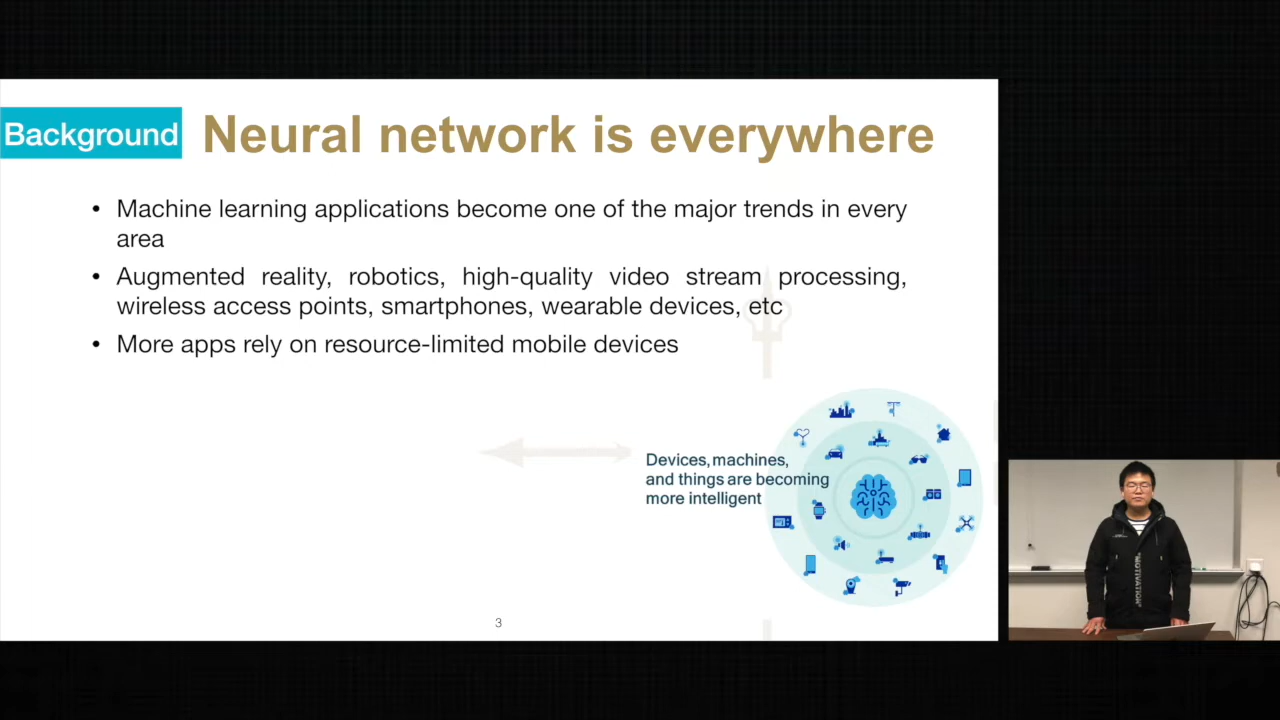 Background
Neural network is everywhere
• Machine learning applications become one of the major trends in every
area
• Augmented reality, robotics, high-quality video stream processing,
wireless access points, smartphones, wearable devices, etc
• More apps rely on resource-limited mobile devices
Devices, machines,
and things are becoming
more intelligent
3
"MOTIVATION"